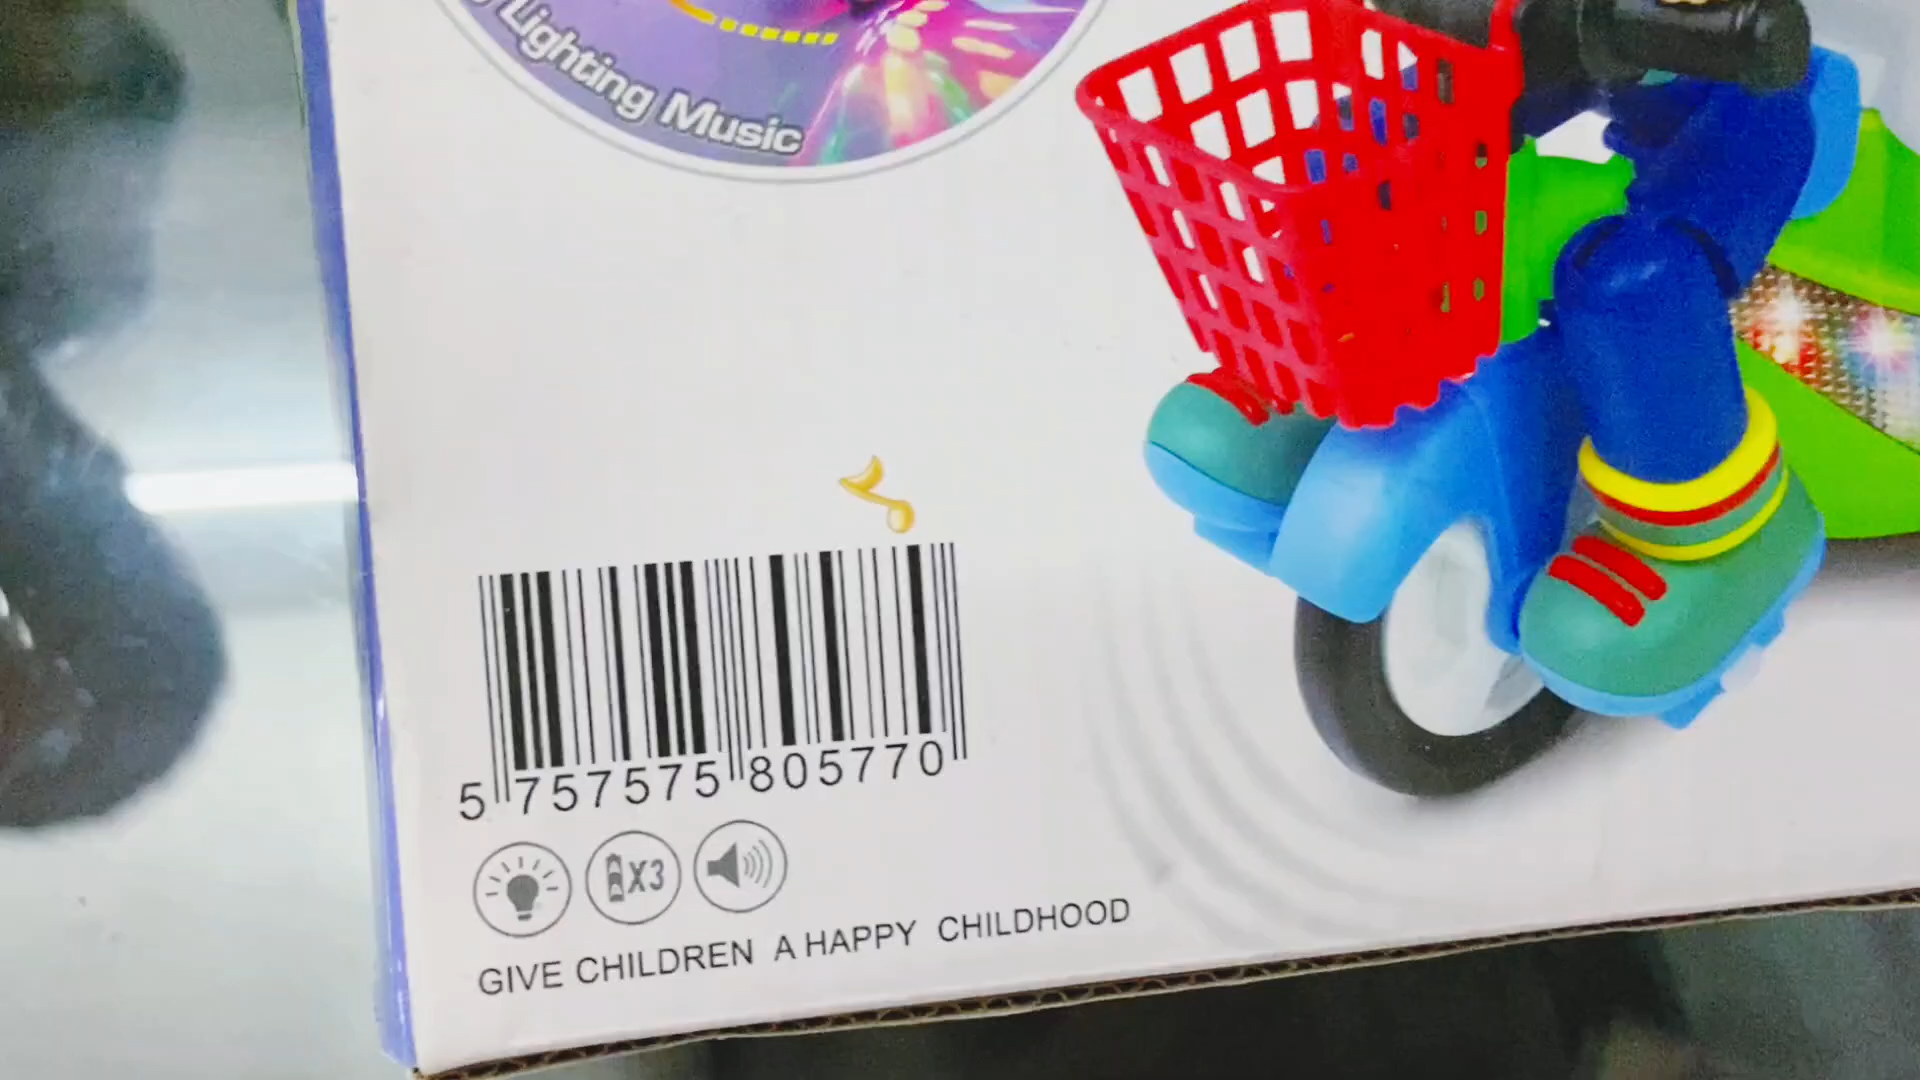 Lighting Music
5 757575 805770
X3
GIVE CHILDREN A HAPPY CHILDHOOD